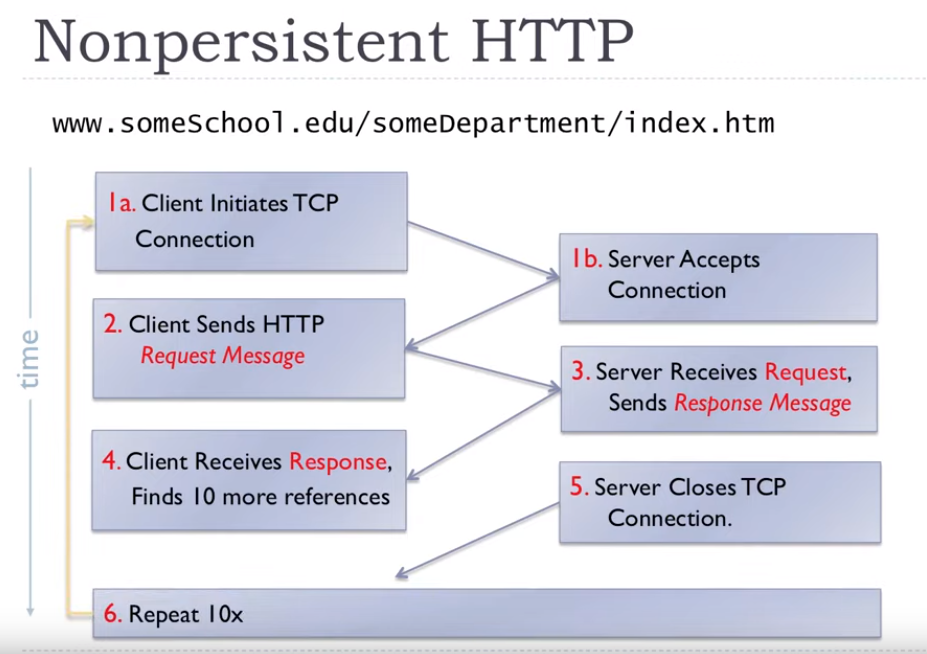 Nonpersistent HTTP
www.someSchool.edu/someDepartment/index.htm
time
1a. Client Initiates TCP
Connection
1b. Server Accepts
Connection
2. Client Sends HTTP
Request Message
3. Server Receives Request,
Sends Response Message
4. Client Receives Response,
Finds 10 more references
5. Server Closes TCP
Connection.
6. Repeat 10x